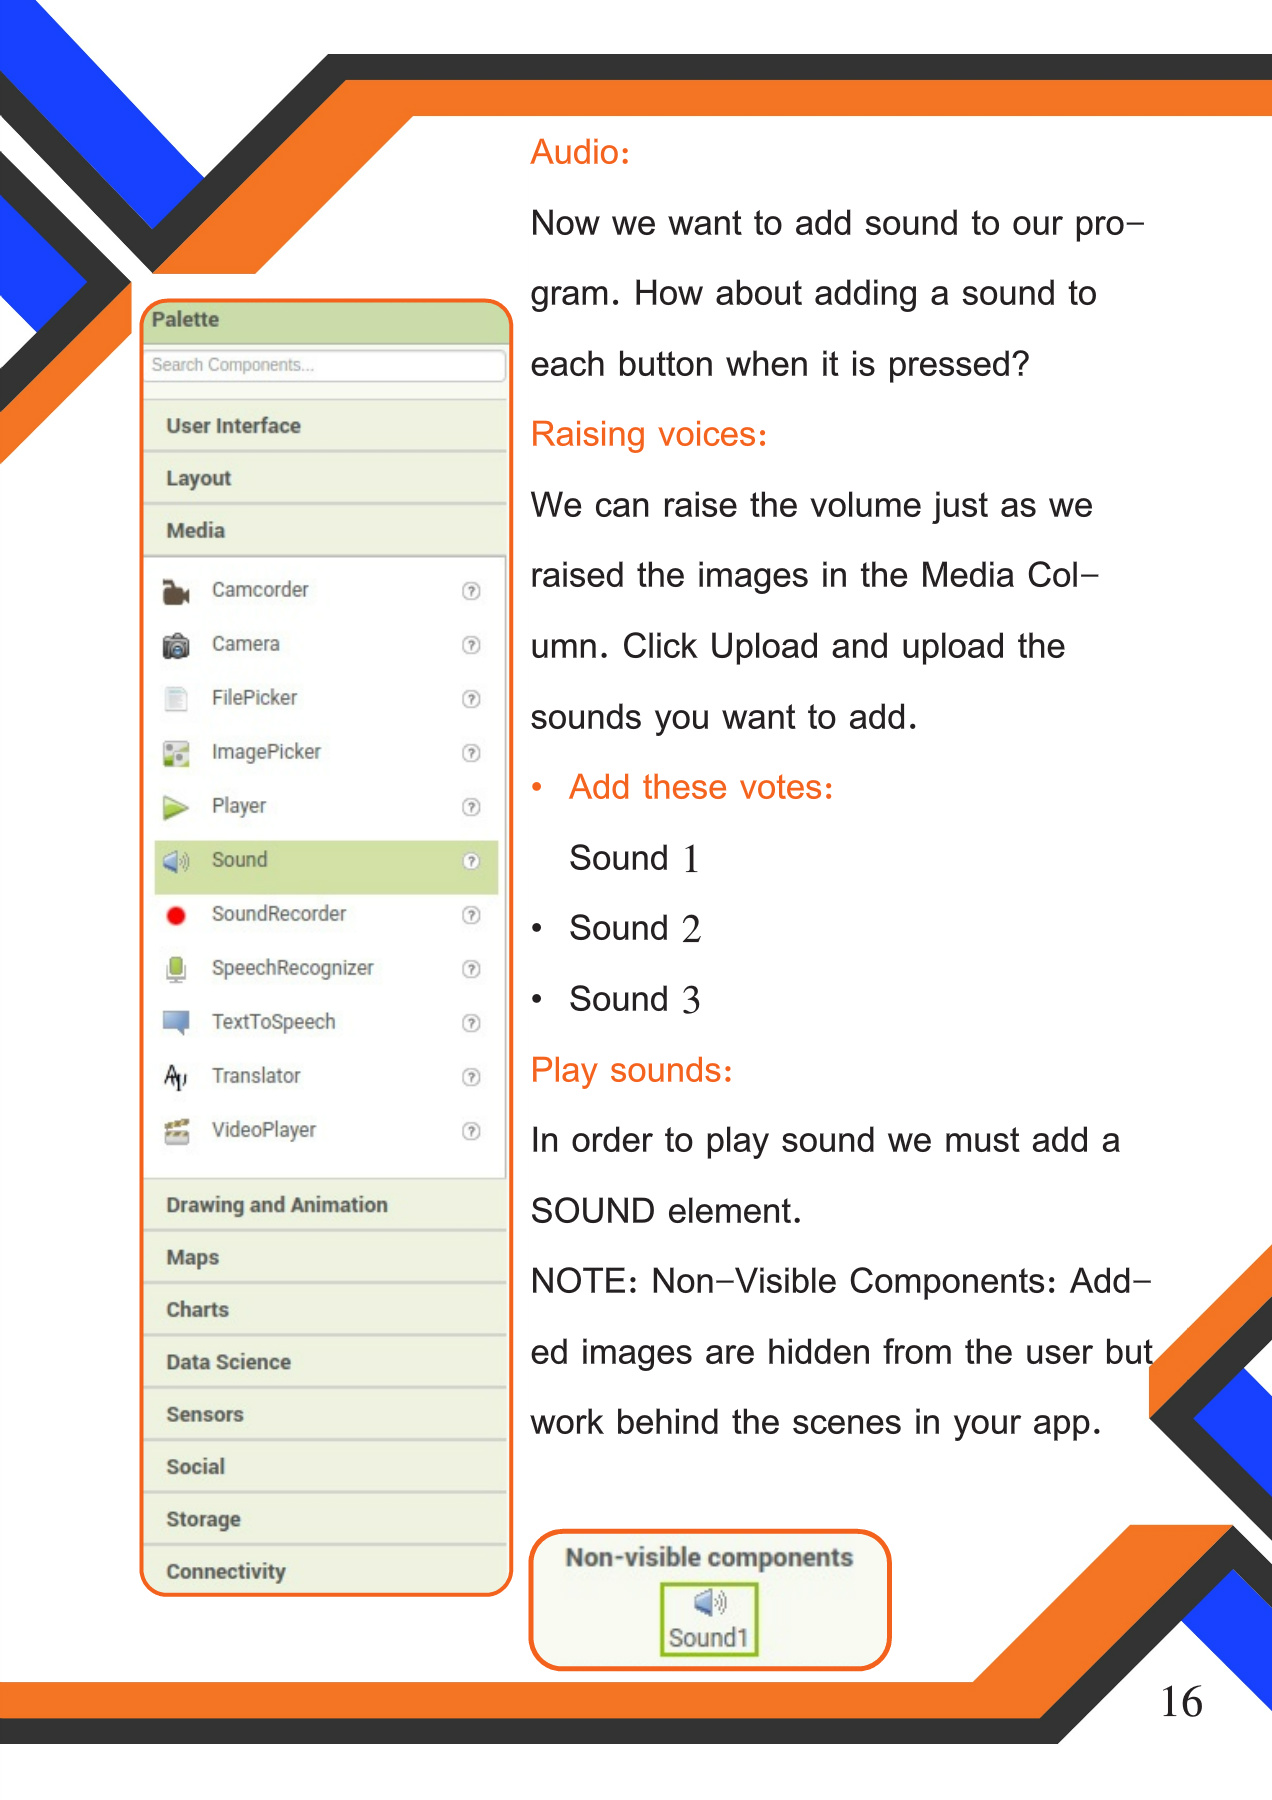 Palette
Search Components...
User Interface
Layout
Media
Camcorder
Camera
FilePicker
ImagePicker
Player
Sound
SoundRecorder
SpeechRecognizer
TextToSpeech
Translator
VideoPlayer
Drawing and Animation
Maps
Charts
Data Science
Sensors
Social
Storage
Connectivity
Audio:
Now we want to add sound to our pro-
gram. How about adding a sound to
each button when it is pressed?
Raising voices:
We can raise the volume just as we
raised the images in the Media Col-
umn. Click Upload and upload the
sounds you want to add.
• Add these votes:
Sound 1
• Sound 2
• Sound 3
Play sounds:
In order to play sound we must add a
SOUND element.
NOTE: Non-Visible Components: Add-
ed images are hidden from the user but
work behind the scenes in your app.
Non-visible components
Sound1
16